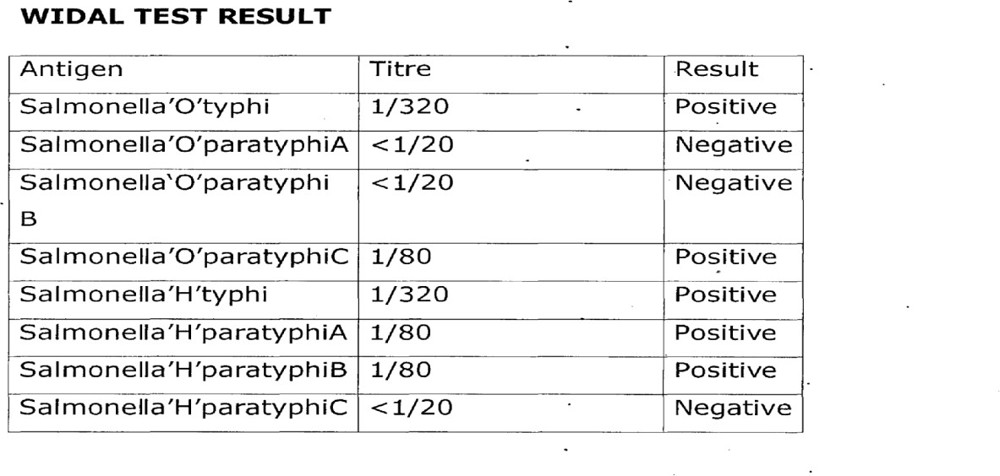 WIDAL TEST RESULT
Antigen Titre Result
Salmonella'O'typhi 1/320 Positive
Salmonella'O'paratyphiA <1/20 Negative
Salmonella‘O'paratyphi <1/20 Negative
B
Salmonella'O'paratyphiC 1/80 Positive
Salmonella'H'typhi 1/320 Positive
Salmonella'H'paratyphiA 1/80 Positive
Salmonella'H'paratyphiB 1/80 Positive
Salmonella'H'paratyphiC <1/20 Negative